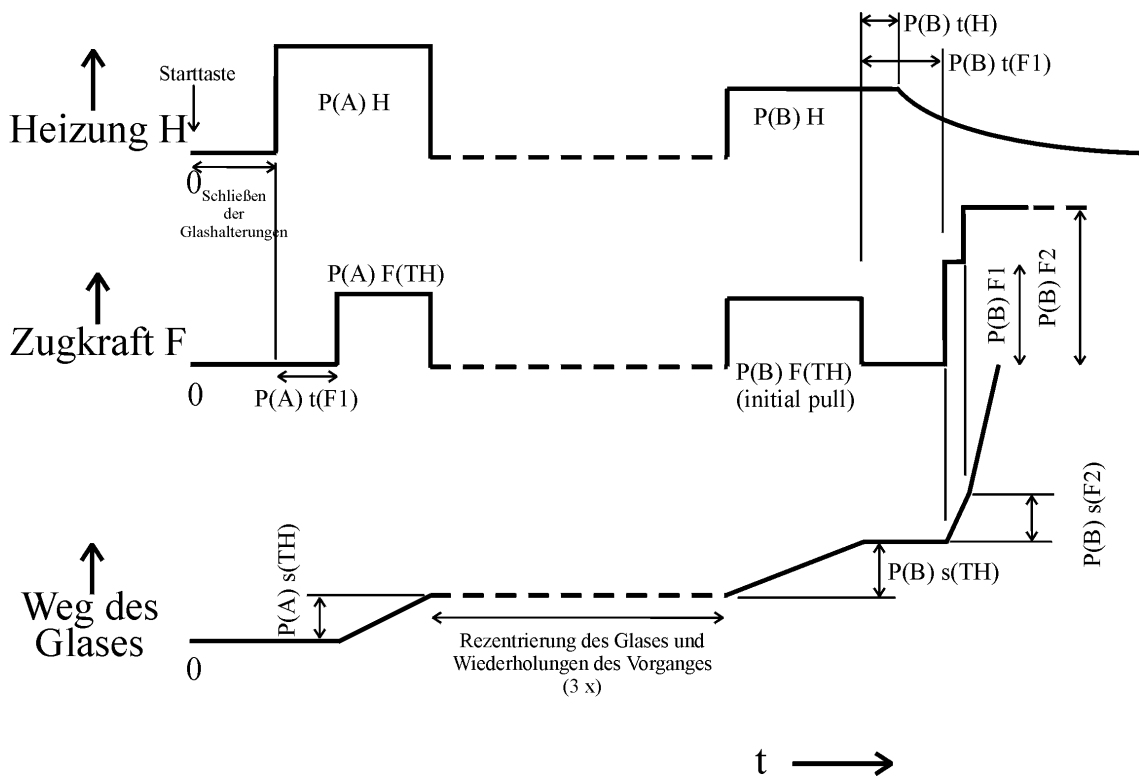 P(B) t(H)
P(B) t(F1)
Starttaste
P(A) H
P(B) H
Heizung H
0
Schließen
der
Glashalterungen
P(A) F(TH)
P(B) F1
P(B) F2
Zugkraft F
0
P(A) t(F1)
P(B) F(TH)
(initial pull)
P(B) s(F2)
P(A) s(TH)
P(B) s(TH)
Weg des
Glases
0
Rezentrierung des Glases und
Wiederholungen des Vorganges
(3 x)
t